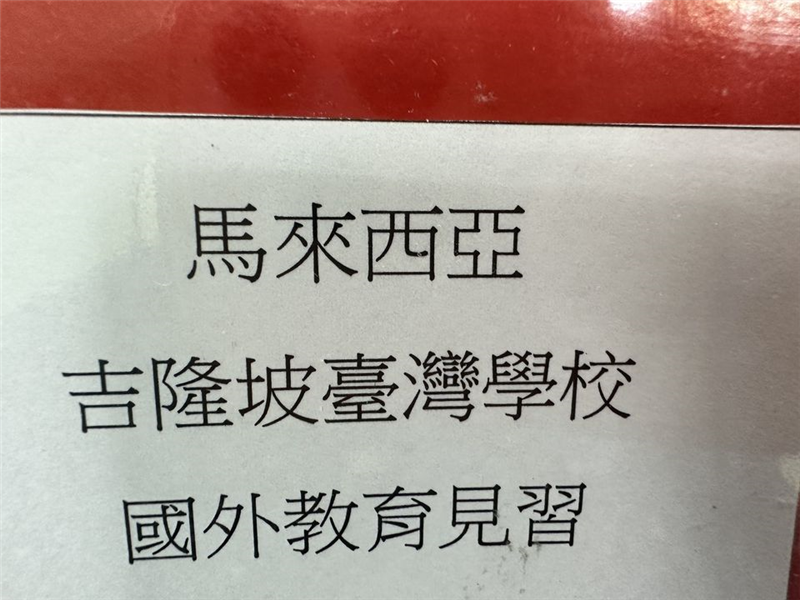 馬來西亞
吉隆坡臺灣學校
國外教育見習